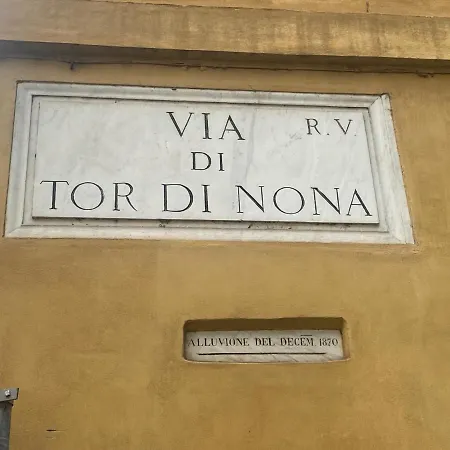 VIA R.V.
DI
TOR DI NONA
ALLUVIONE DEL DECEM̅ 1870